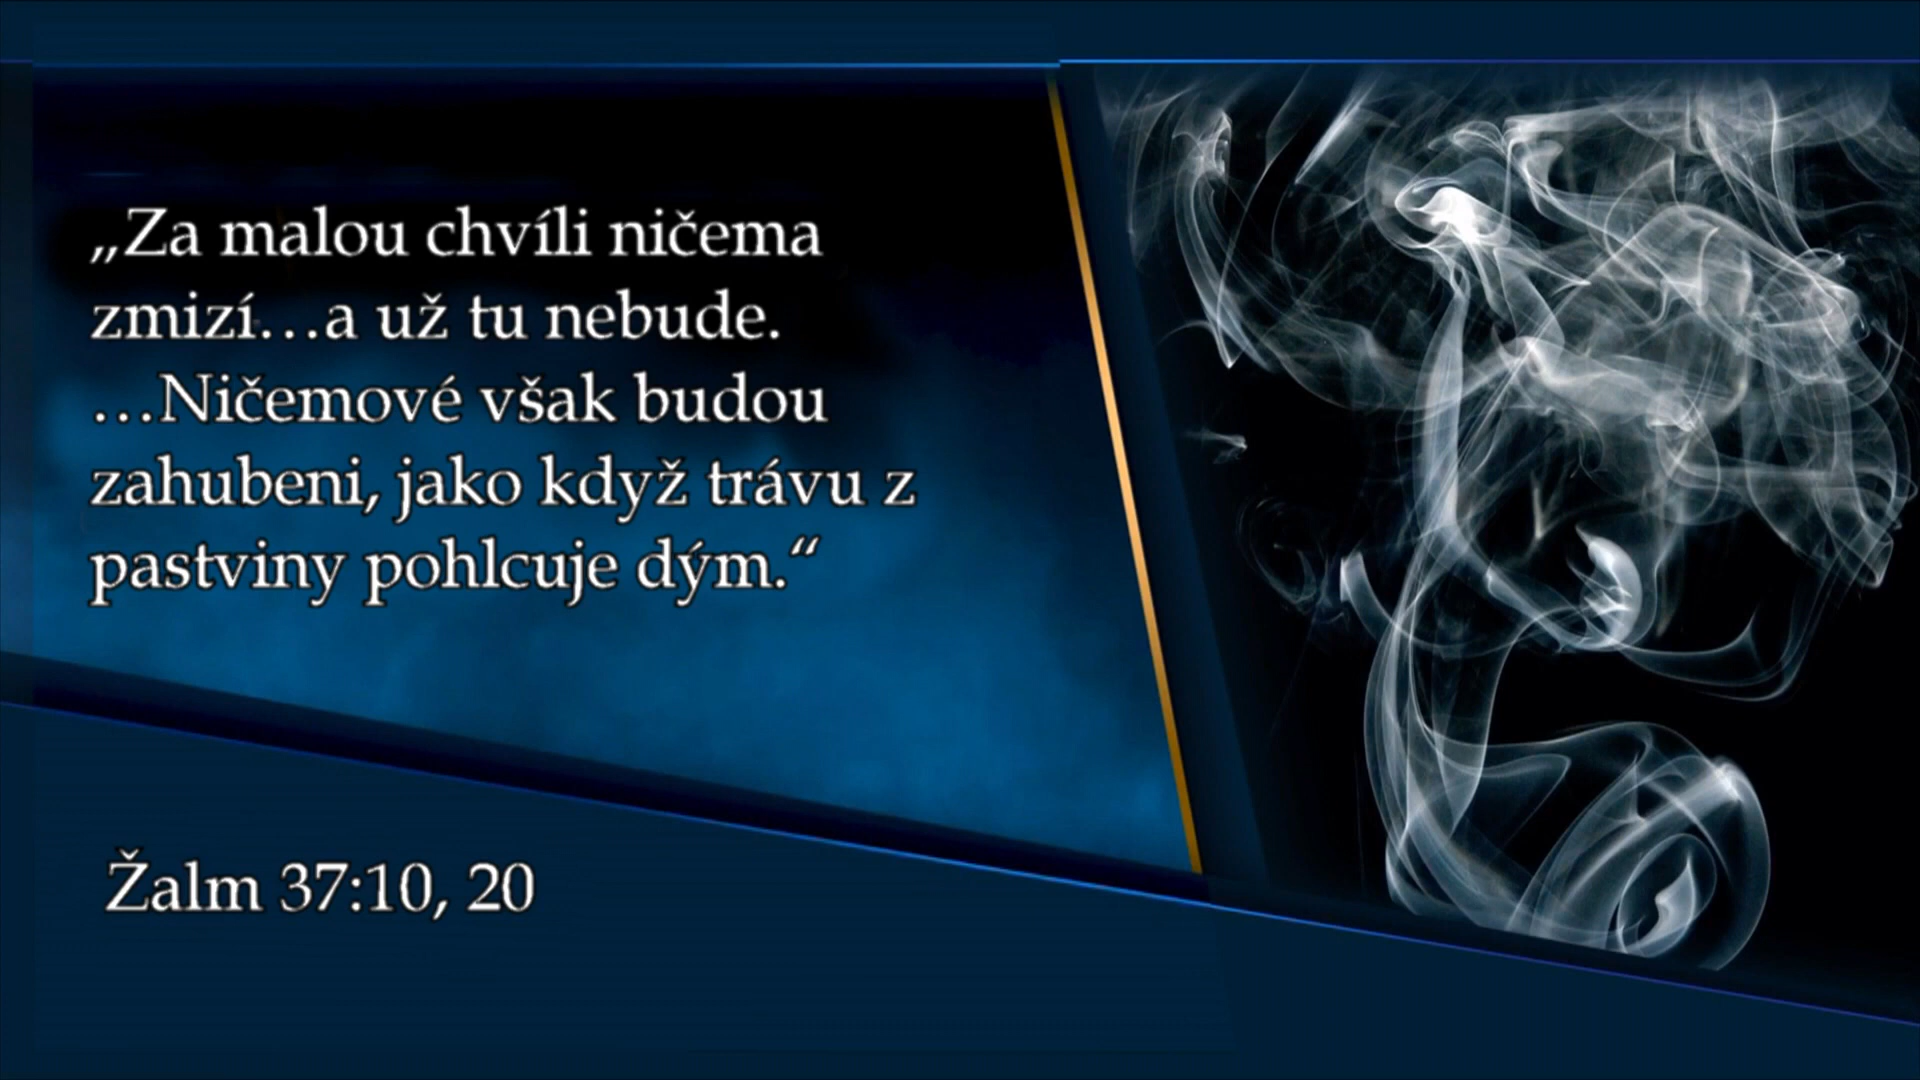 „Za malou chvíli ničema
zmizí…a už tu nebude.
…Ničemové však budou
zahubeni, jako když trávu z
pastviny pohlcuje dým.“
Žalm 37:10, 20